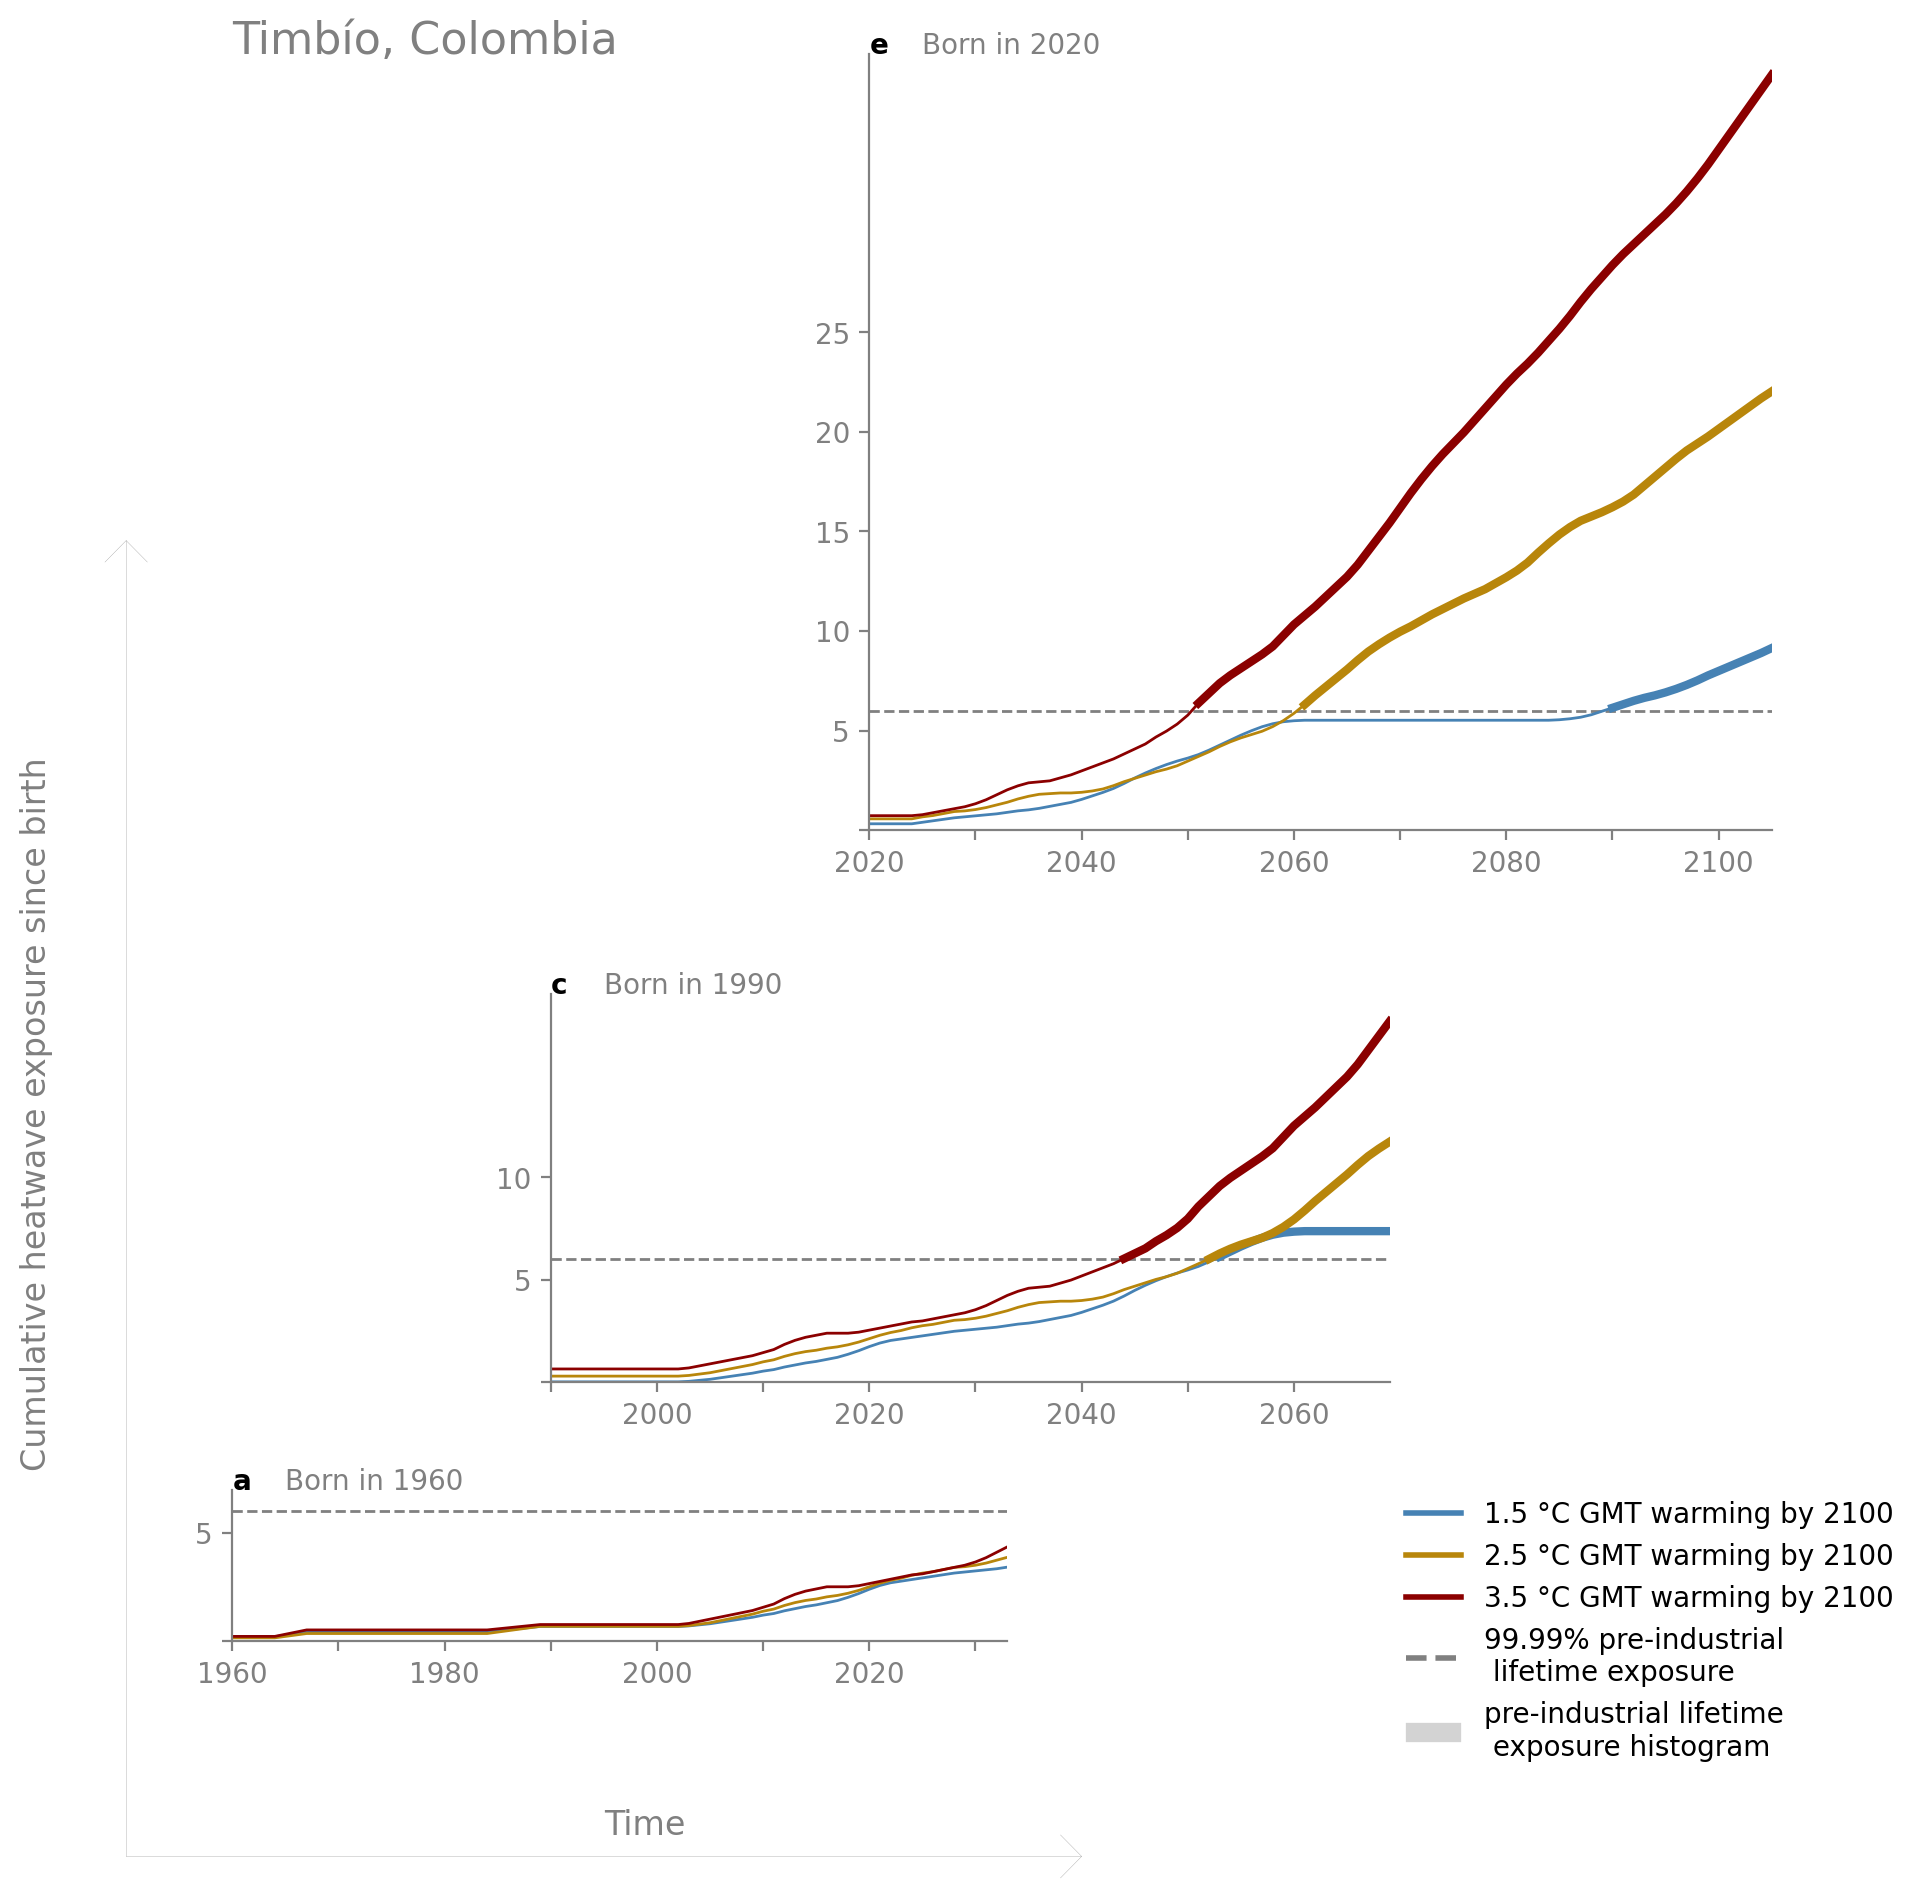 Timbío, Colombia
e Born in 2020
25
20
15
10
5
2020 2040 2060 2080 2100
c Born in 1990
10
5
2000 2020 2040 2060
a Born in 1960
5
1960 1980 2000 2020
Cumulative heatwave exposure since birth
Time
1.5 °C GMT warming by 2100
2.5 °C GMT warming by 2100
3.5 °C GMT warming by 2100
99.99% pre-industrial
lifetime exposure
pre-industrial lifetime
exposure histogram